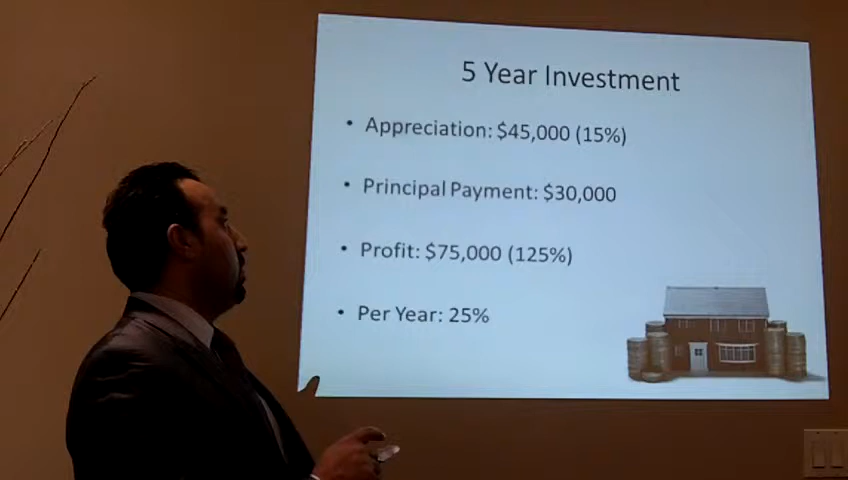 5 Year Investment
• Appreciation: $45,000 (15%)
• Principal Payment: $30,000
• Profit: $75,000 (125%)
• Per Year: 25%